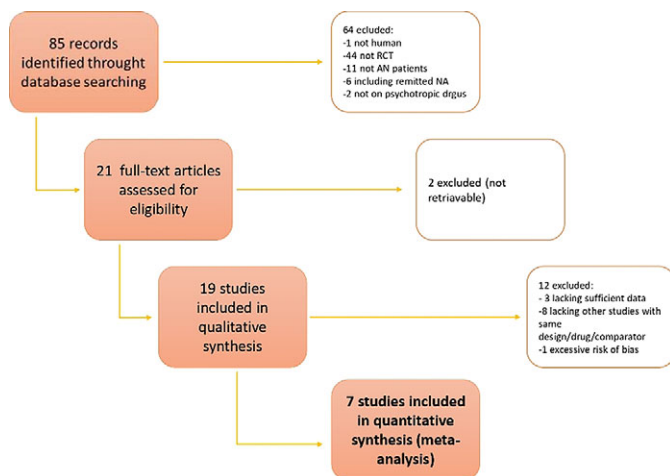 85 records
identified throught
database searching
64 ecluded:
-1 not human
-44 not RCT
-11 not AN patients
-6 including remitted NA
-2 not on psychotropic drgus
21 full-text articles
assessed for
eligibility
2 excluded (not
retriavable)
19 studies
included in
qualitative
synthesis
12 excluded:
- 3 lacking sufficient data
-8 lacking other studies with
same
design/drug/comparator
-1 excessive risk of bias
7 studies included
in quantitative
synthesis (meta-
analysis)